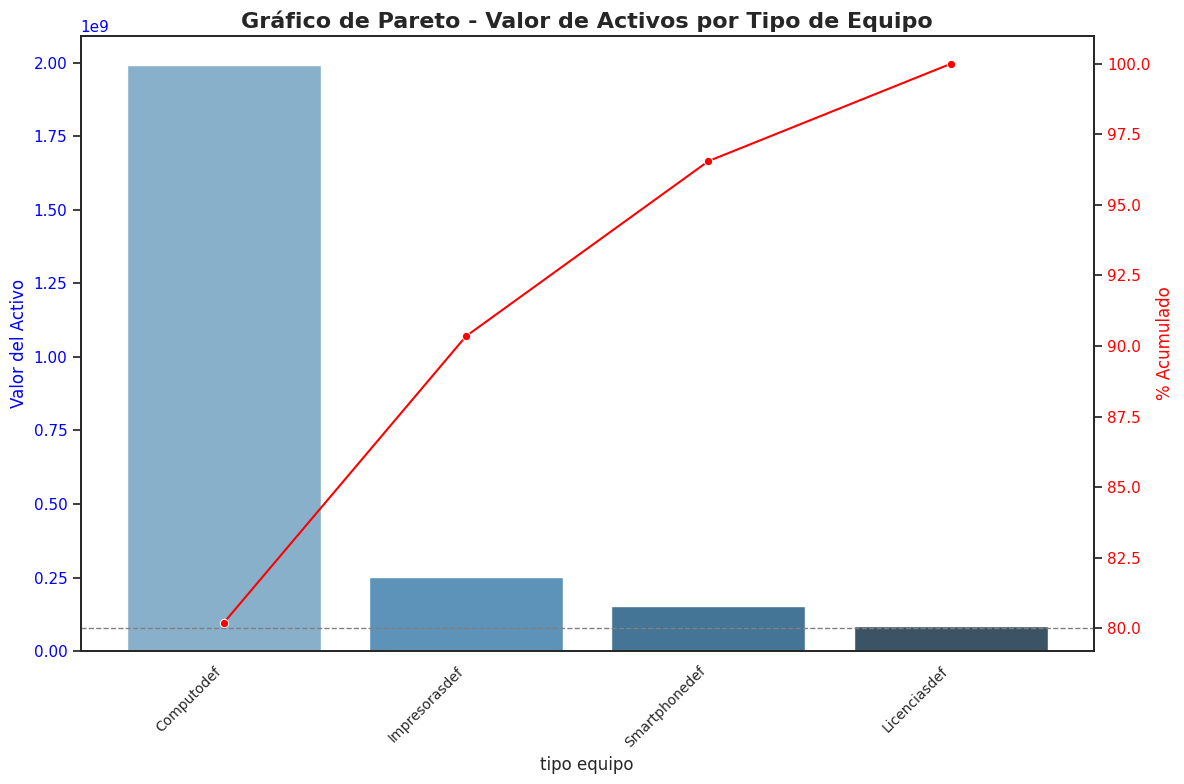 Gráfico de Pareto - Valor de Activos por Tipo de Equipo
1e9
2.00
1.75
1.50
1.25
1.00
0.75
0.50
0.25
0.00
Valor del Activo
100.0
97.5
95.0
92.5
90.0
87.5
85.0
82.5
80.0
% Acumulado
Computodef
Impresorasdef
Smartphonedef
Licenciasdef
tipo equipo